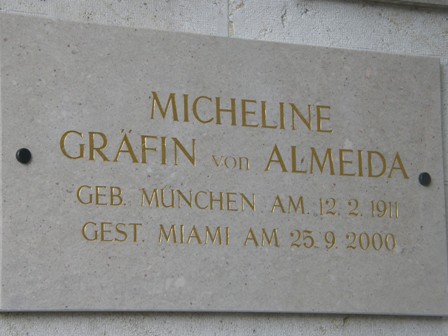 MICHELINE
GRÄFIN von ALMEIDA
GEB. MÜNCHEN AM. 12. 2. 1911
GEST. MIAMI AM 25. 9. 2000